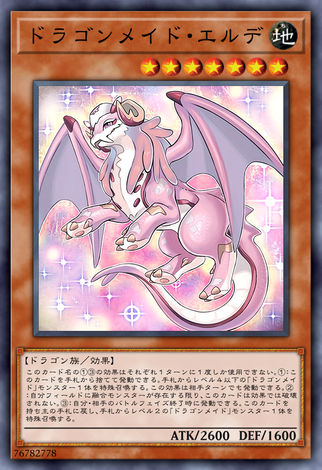 ドラゴンメイド・エルデ
地
【ドラゴン族／効果】
このカード名の①③の効果はそれぞれ１ターンに１度しか使用できない。①：こ
のカードを手札から捨てて発動できる。手札からレベル４以下の「ドラゴンメイ
ド」モンスター１体を特殊召喚する。この効果は相手ターンでも発動できる。②
：自分フィールドに融合モンスターが存在する限り、このカードは効果では破壊
されない。③：自分・相手のバトルフェイズ終了時に発動できる。このカードを
持ち主の手札に戻し、手札からレベル２の「ドラゴンメイド」モンスター１体を
特殊召喚する。
ATK/2600 DEF/1600
76782778